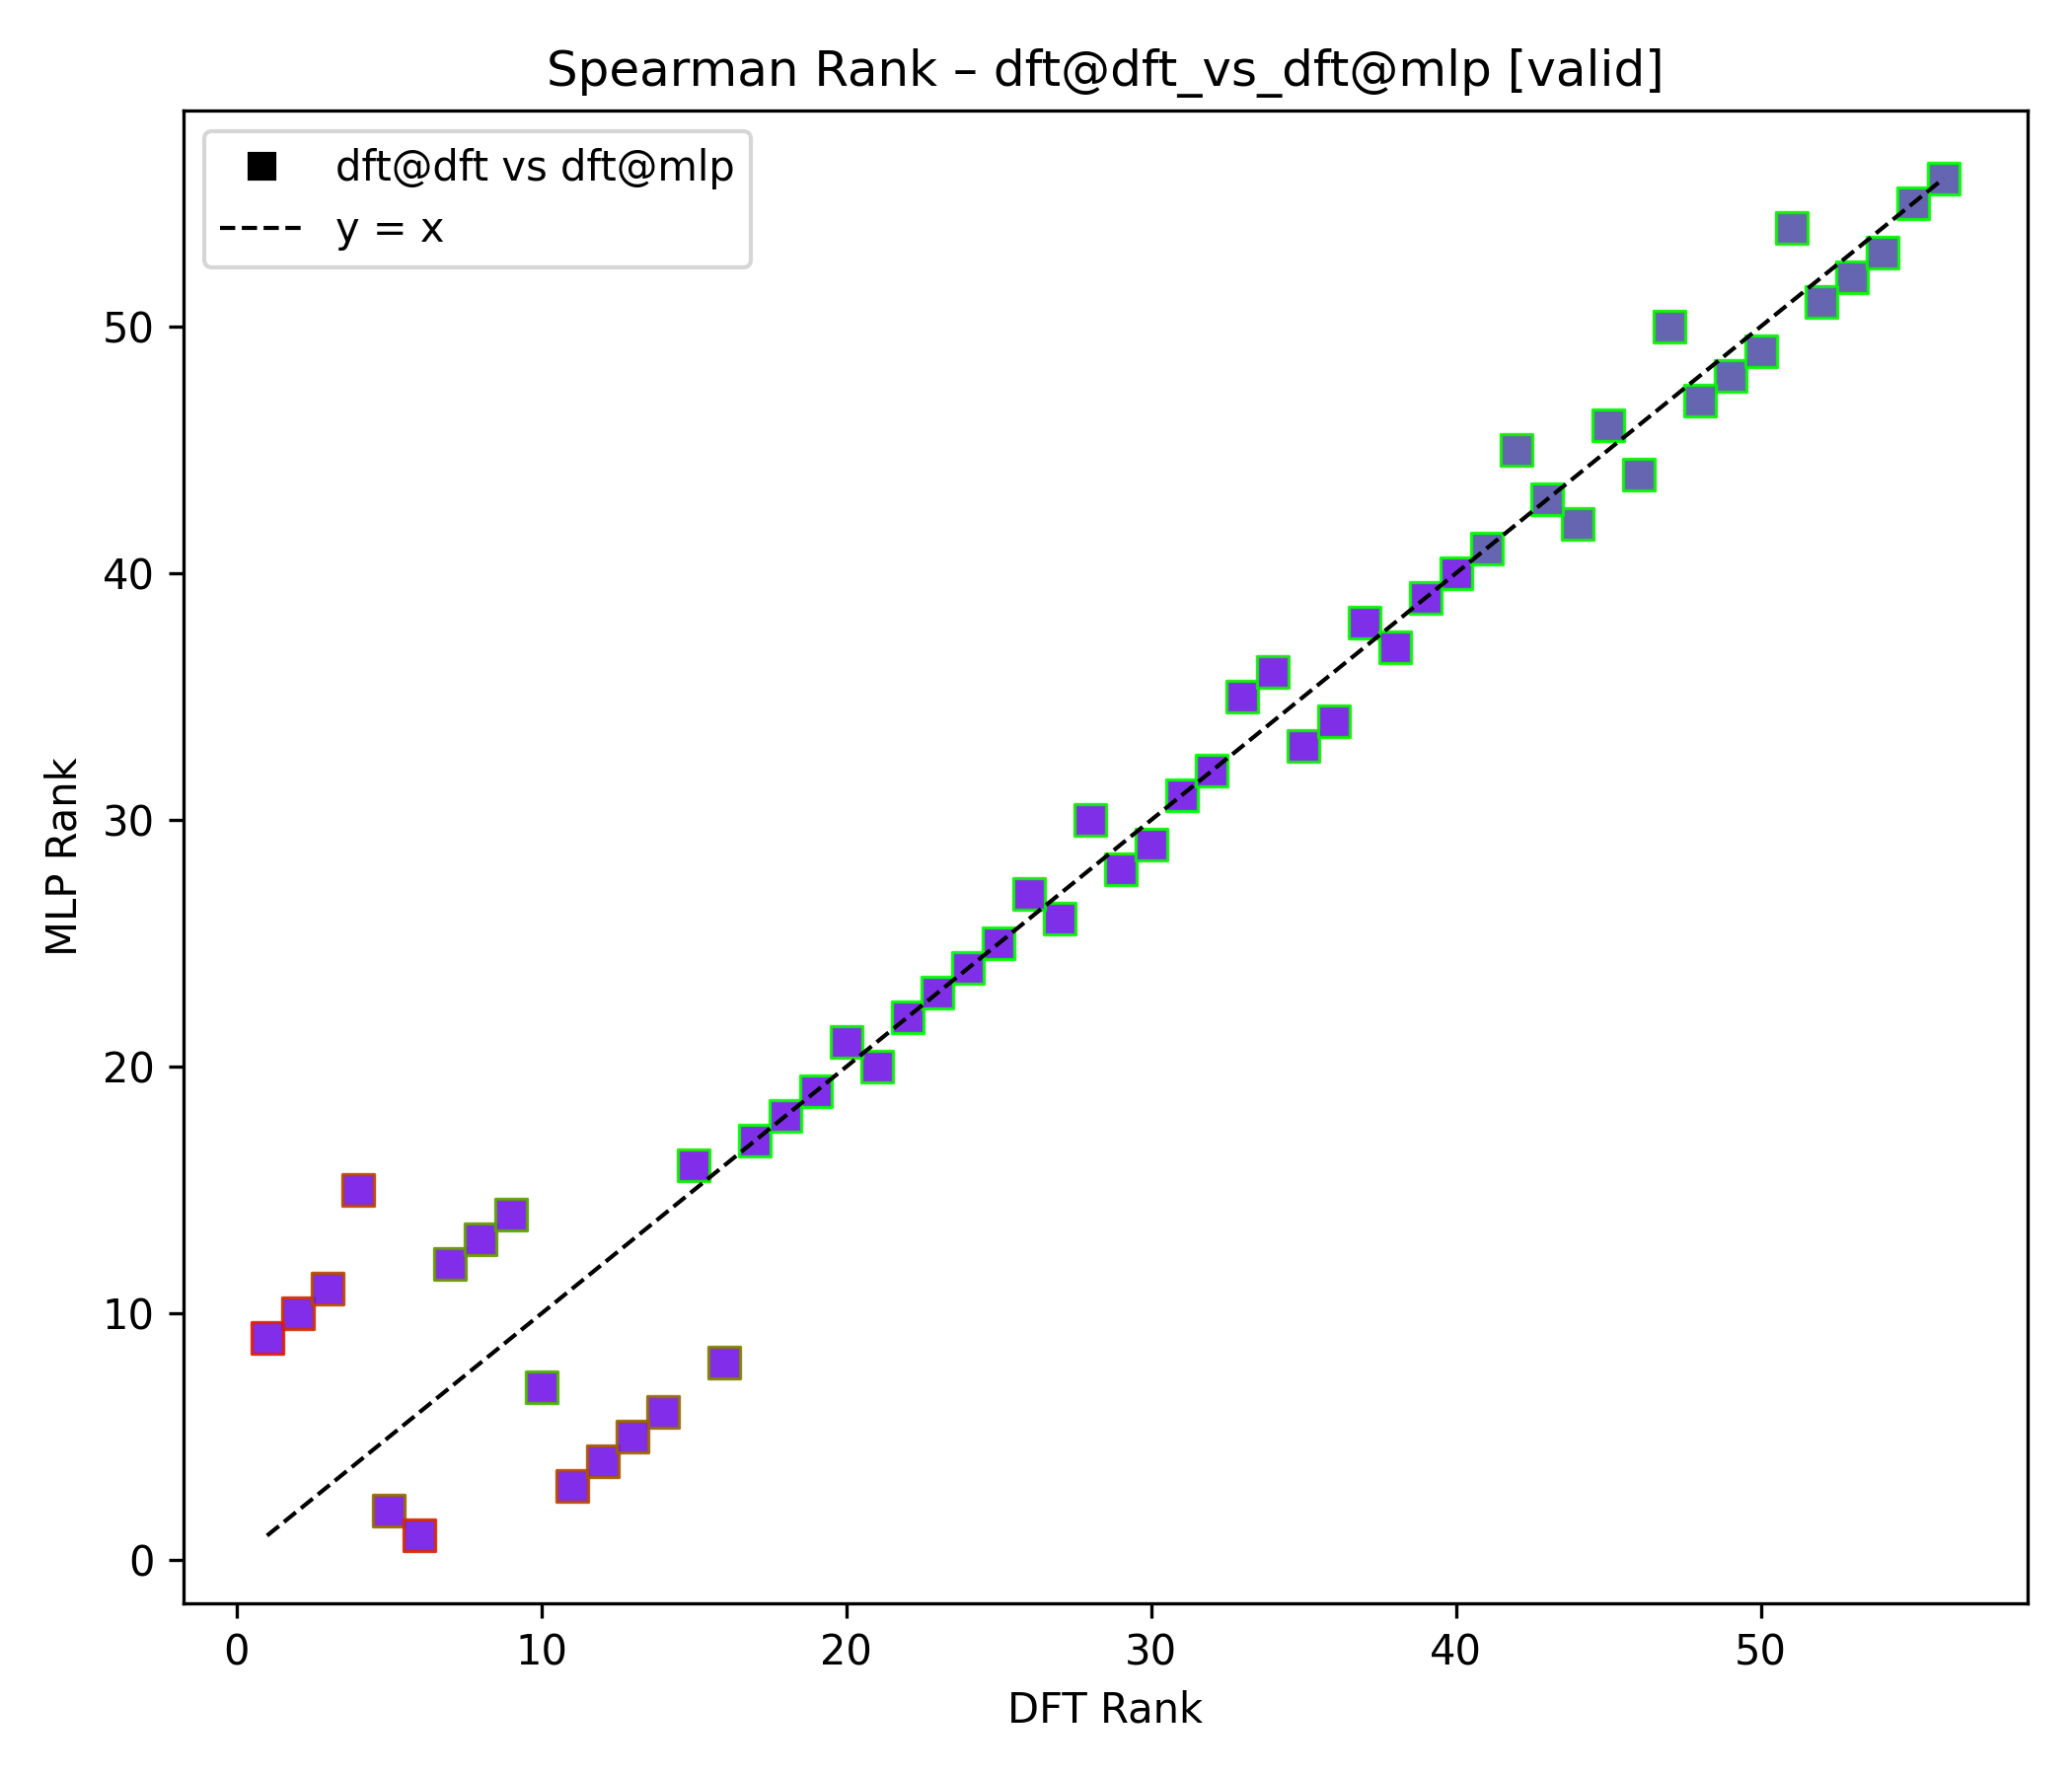 Spearman Rank – dft@dft_vs_dft@mlp [valid]
dft@dft vs dft@mlp
y = x
MLP Rank
50
40
30
20
10
0
0 10 20 30 40 50
DFT Rank